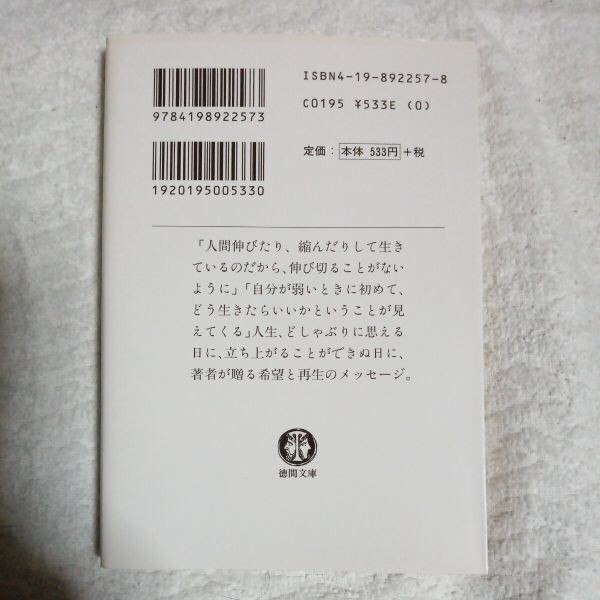 ISBN4-19-892257-8
9784198922573
C0195 ¥533E (0)
定価：本体 533円＋税
1920195005330
「人間伸びたり、縮んだりして生き
ているのだから、伸び切ることがない
ように」「自分が弱いときに初めて、
どう生きたらいいかということが見
えてくる」人生、どしゃぶりに思える
日に、立ち上がることができぬ日に、
著者が贈る希望と再生のメッセージ。
徳間文庫